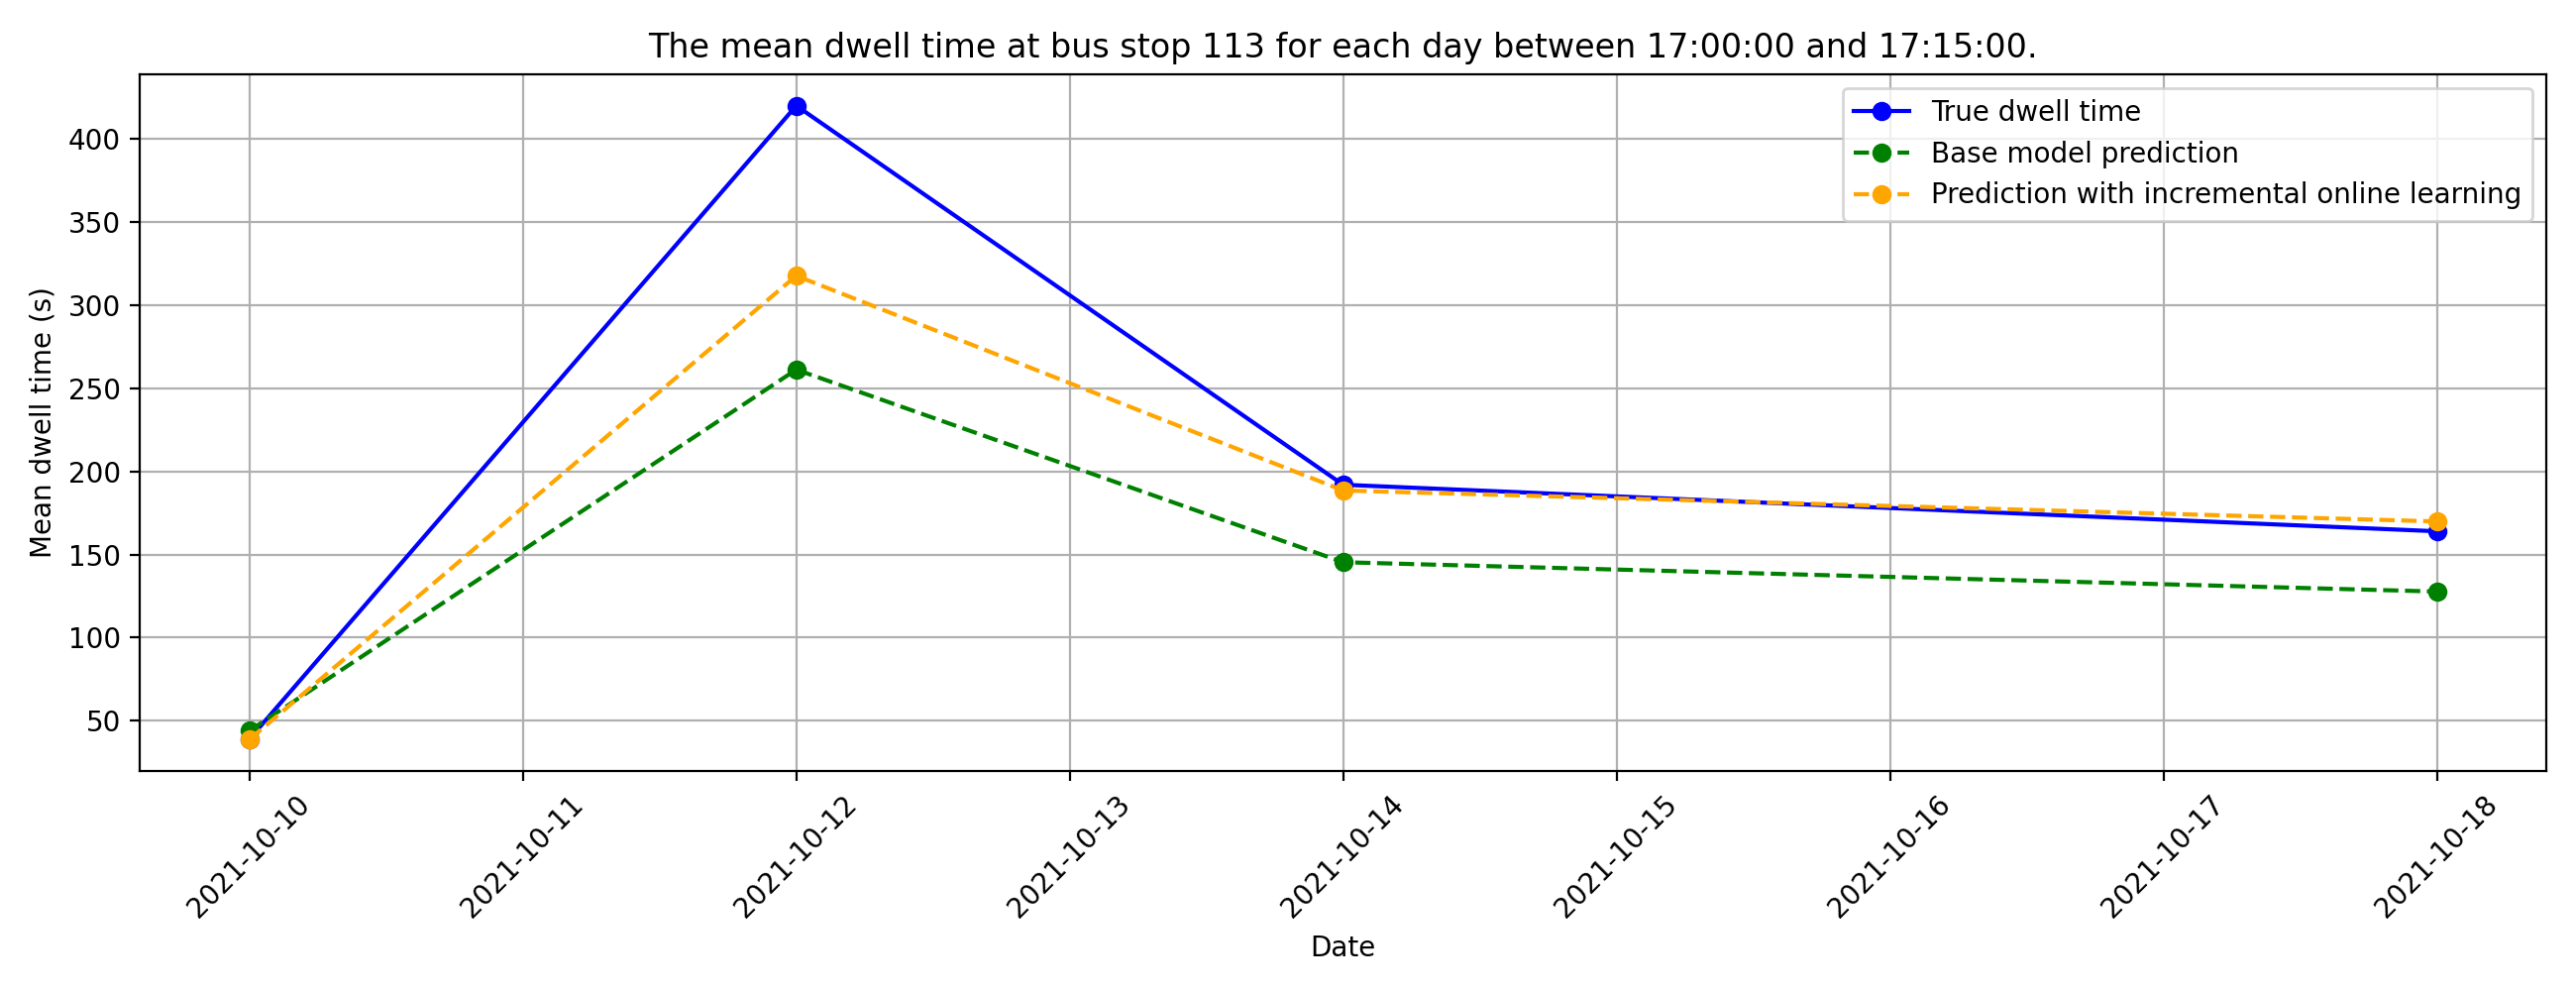 The mean dwell time at bus stop 113 for each day between 17:00:00 and 17:15:00.
True dwell time
Base model prediction
Prediction with incremental online learning
Mean dwell time (s)
400
350
300
250
200
150
100
50
2021-10-10
2021-10-11
2021-10-12
2021-10-13
2021-10-14
2021-10-15
2021-10-16
2021-10-17
2021-10-18
Date